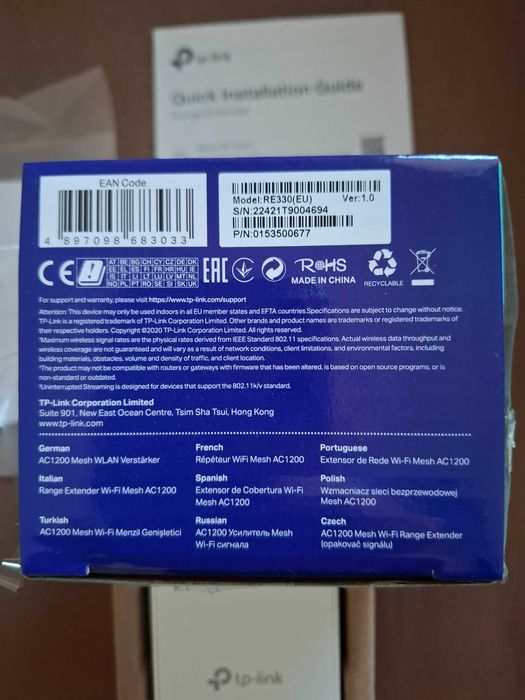 tp-link
Quick Installation Guide
EAN Code
4 897098 683033
Model:RE330(EU) Ver:1.0
S/N:22421T9004694
P/N:0153500677
CE
AT BE BG CH CY CZ DE DK
EE EL ES FI FR HR HU IE
IS IT LI LT LU LV MT NL
NO PL PT RO SE SI SK UK
EAC
RoHS
MADE IN CHINA
RECYCLABLE
For support and warranty, please visit https://www.tp-link.com/support
Attention: This device may only be used indoors in all EU member states and EFTA countries.Specifications are subject to change without notice.
TP-Link is a registered trademark of TP-Link Corporation Limited. Other brands and product names are trademarks or registered trademarks of
their respective holders. Copyright ©2020 TP-Link Corporation Limited. All rights reserved.
Maximum wireless signal rates are the physical rates derived from IEEE Standard 802.11 specifications. Actual wireless data throughput and
wireless coverage are not guaranteed and will vary as a result of network conditions, client limitations, and environmental factors, including
building materials, obstacles, volume and density of traffic, and client location.
The product may not be compatible with routers or gateways with firmware that has been altered, is based on open source programs, or is
non-standard or outdated.
Uninterrupted Streaming is designed for devices that support the 802.11k/v standard.
TP-Link Corporation Limited
Suite 901, New East Ocean Centre, Tsim Sha Tsui, Hong Kong
www.tp-link.com
German
AC1200 Mesh WLAN Verstärker
French
Répéteur WiFi Mesh AC1200
Portuguese
Extensor de Rede Wi-Fi Mesh AC1200
Italian
Range Extender Wi-Fi Mesh AC1200
Spanish
Extensor de Cobertura Wi-Fi
Mesh AC1200
Polish
Wzmacniacz sieci bezprzewodowej
Mesh AC1200
Turkish
AC1200 Mesh Wi-Fi Menzil Genişletici
Russian
AC1200 Усилитель Mesh
Wi-Fi сигнала
Czech
AC1200 Mesh Wi-Fi Range Extender
(opakovač signálu)
tp-link